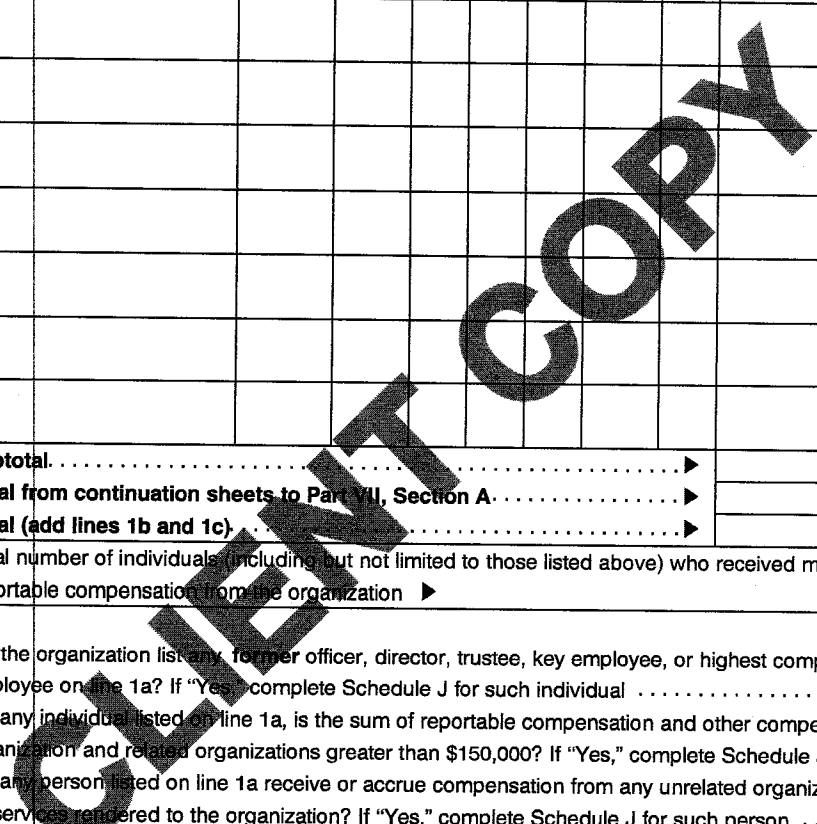 CLIENT COPY
ototal. . . . . . . . . . . . . . . . . . . . . . . . . . . . . . . . . . . . . . . . . . . . ▶
al from continuation sheets to Part VII, Section A. . . . . . . . . . . . . . ▶
al (add lines 1b and 1c). . . . . . . . . . . . . . . . . . . . . . . . . . . . . . . . ▶
al number of individuals (including but not limited to those listed above) who received m
ortable compensation from the organization ▶
the organization list any former officer, director, trustee, key employee, or highest comp
ployee on line 1a? If “Yes,” complete Schedule J for such individual . . . . . . . . . . . . . .
any individual listed on line 1a, is the sum of reportable compensation and other compe
anization and related organizations greater than $150,000? If “Yes,” complete Schedule
any person listed on line 1a receive or accrue compensation from any unrelated organiz
services rendered to the organization? If “Yes,” complete Schedule J for such person . .